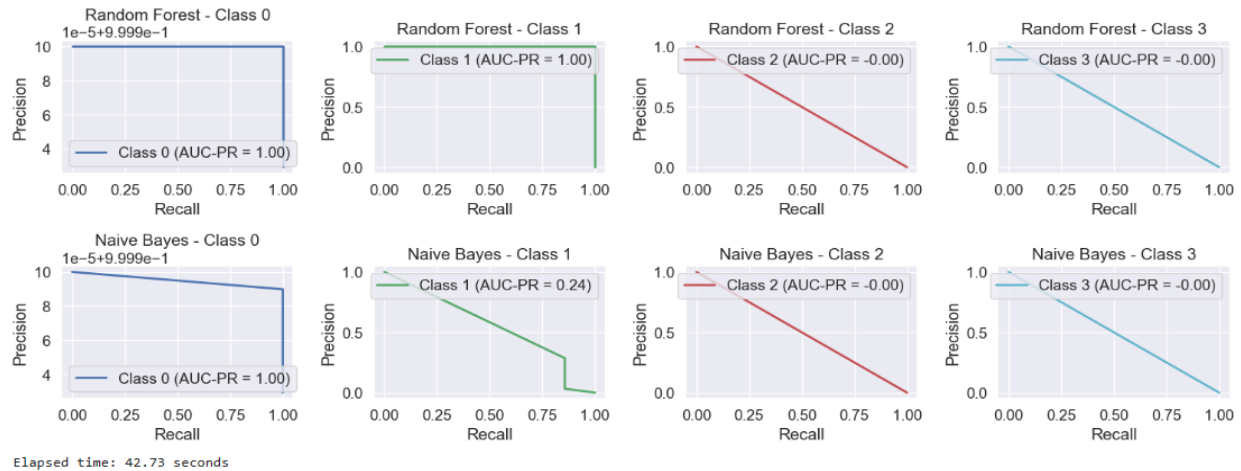 Random Forest - Class 0
1e-5+9.999e-1
10
8
6
4
Precision
0.00 0.25 0.50 0.75 1.00
Recall
Class 0 (AUC-PR = 1.00)
Random Forest - Class 1
1.0
0.5
0.0
Precision
0.00 0.25 0.50 0.75 1.00
Recall
Class 1 (AUC-PR = 1.00)
Random Forest - Class 2
1.0
0.5
0.0
Precision
0.00 0.25 0.50 0.75 1.00
Recall
Class 2 (AUC-PR = -0.00)
Random Forest - Class 3
1.0
0.5
0.0
Precision
0.00 0.25 0.50 0.75 1.00
Recall
Class 3 (AUC-PR = -0.00)
Naive Bayes - Class 0
1e-5+9.999e-1
10
8
6
4
Precision
0.00 0.25 0.50 0.75 1.00
Recall
Class 0 (AUC-PR = 1.00)
Naive Bayes - Class 1
1.0
0.5
0.0
Precision
0.00 0.25 0.50 0.75 1.00
Recall
Class 1 (AUC-PR = 0.24)
Naive Bayes - Class 2
1.0
0.5
0.0
Precision
0.00 0.25 0.50 0.75 1.00
Recall
Class 2 (AUC-PR = -0.00)
Naive Bayes - Class 3
1.0
0.5
0.0
Precision
0.00 0.25 0.50 0.75 1.00
Recall
Class 3 (AUC-PR = -0.00)
Elapsed time: 42.73 seconds